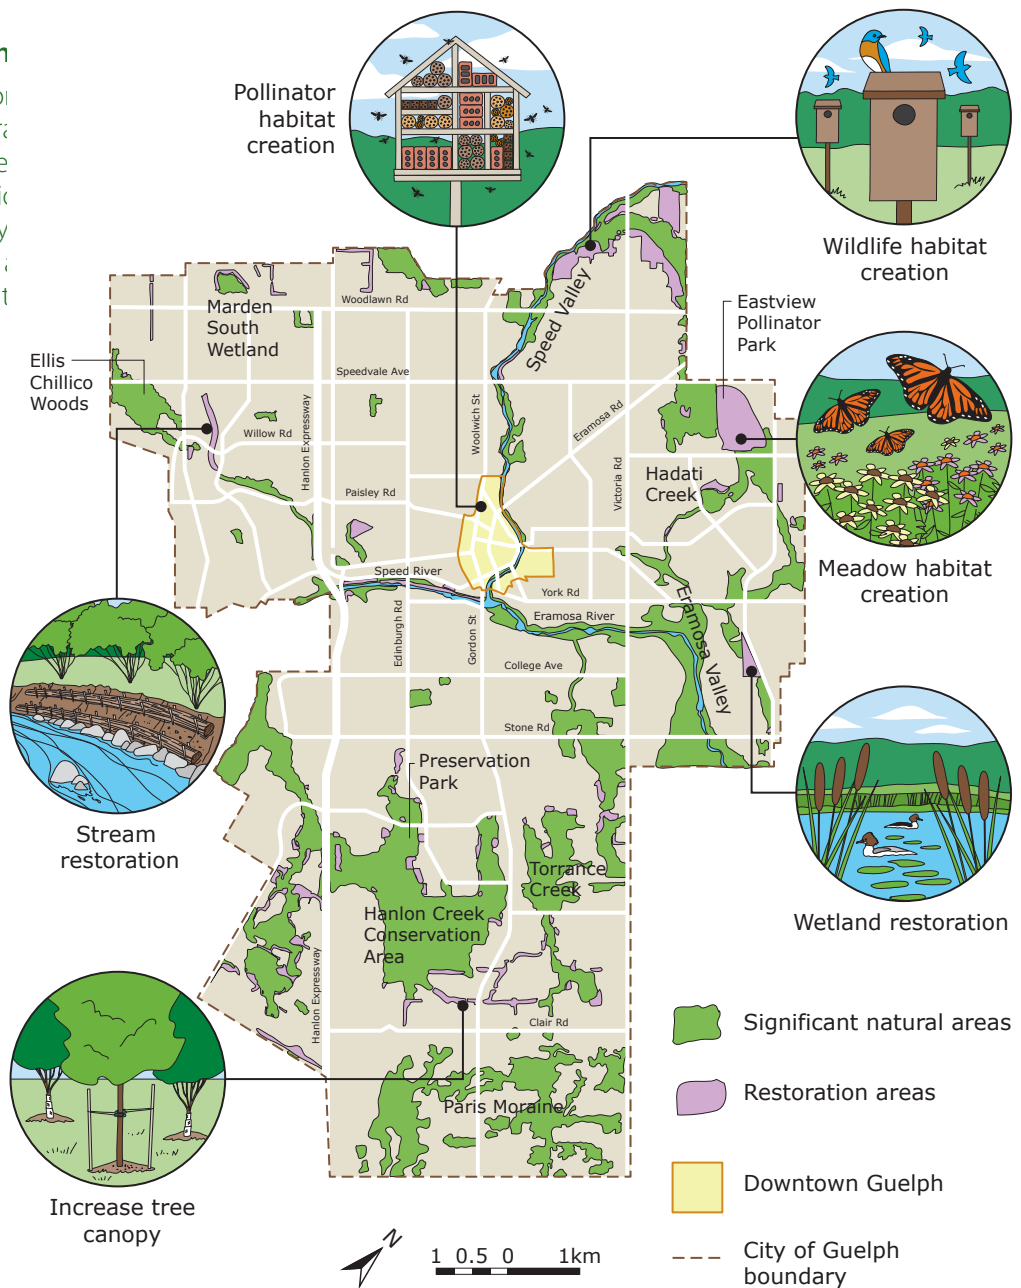 Pollinator
habitat
creation
Wildlife habitat
creation
Marden
South
Wetland
Woodlawn Rd
Speed Valley
Eastview
Pollinator
Park
Ellis
Chillico
Woods
Speedvale Ave
Willow Rd
Hanlon Expressway
Woolwich St
Eramosa Rd
Victoria Rd
Hadati
Creek
Paisley Rd
Meadow habitat
creation
Speed River
York Rd
Eramosa River
Edinburgh Rd
Gordon St
College Ave
Eramosa Valley
Stone Rd
Preservation
Park
Stream
restoration
Torrance
Creek
Hanlon Creek
Conservation
Area
Wetland restoration
Hanlon Expressway
Clair Rd
Paris Moraine
Increase tree
canopy
Significant natural areas
Restoration areas
Downtown Guelph
City of Guelph
boundary
N
1 0.5 0 1km